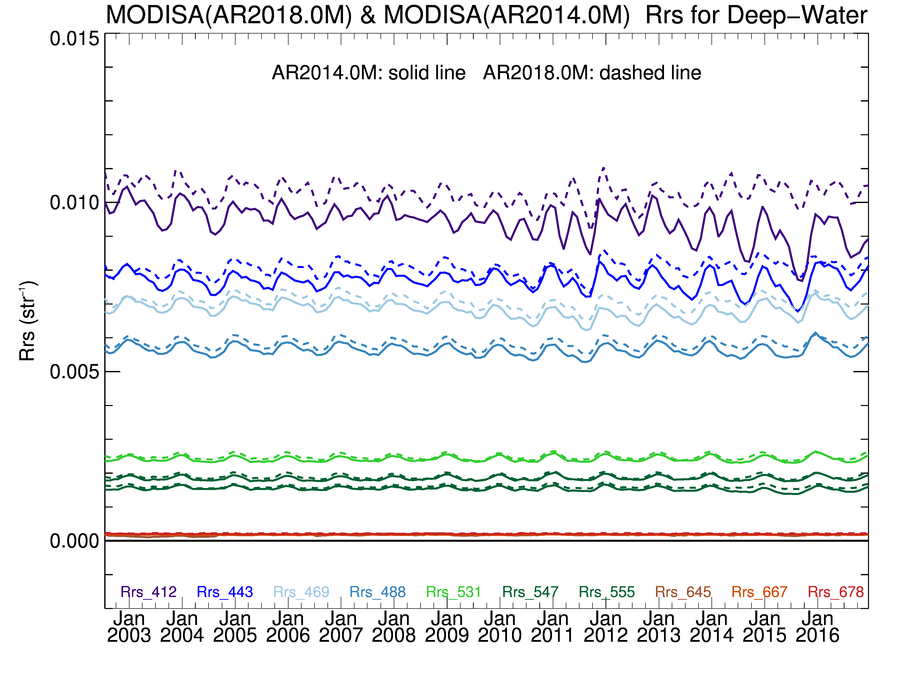 MODISA(AR2018.0M) & MODISA(AR2014.0M) Rrs for Deep−Water
AR2014.0M: solid line AR2018.0M: dashed line
0.015
0.010
0.005
0.000
Rrs (str⁻¹)
Rrs_412 Rrs_443 Rrs_469 Rrs_488 Rrs_531 Rrs_547 Rrs_555 Rrs_645 Rrs_667 Rrs_678
Jan Jan Jan Jan Jan Jan Jan Jan Jan Jan Jan Jan Jan Jan
2003 2004 2005 2006 2007 2008 2009 2010 2011 2012 2013 2014 2015 2016